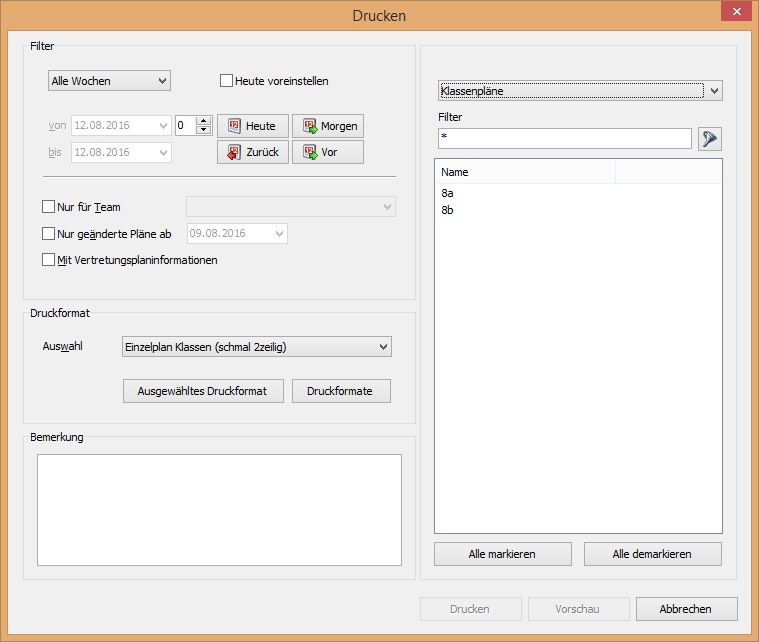 Drucken
Filter
Alle Wochen
Heute voreinstellen
von 12.08.2016 0 Heute Morgen
bis 12.08.2016 Zurück Vor
Nur für Team
Nur geänderte Pläne ab 09.08.2016
Mit Vertretungsplaninformationen
Druckformat
Auswahl Einzelplan Klassen (schmal 2zeilig)
Ausgewähltes Druckformat Druckformate
Bemerkung
Klassenpläne
Filter
*
Name
8a
8b
Alle markieren Alle demarkieren
Drucken Vorschau Abbrechen